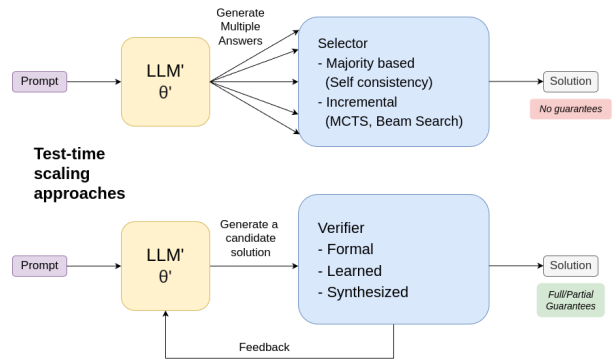 Generate
Multiple
Answers
Prompt
LLM'
θ'
Selector
- Majority based
(Self consistency)
- Incremental
(MCTS, Beam Search)
Solution
No guarantees
Test-time
scaling
approaches
Prompt
LLM'
θ'
Generate a
candidate
solution
Verifier
- Formal
- Learned
- Synthesized
Solution
Full/Partial
Guarantees
Feedback